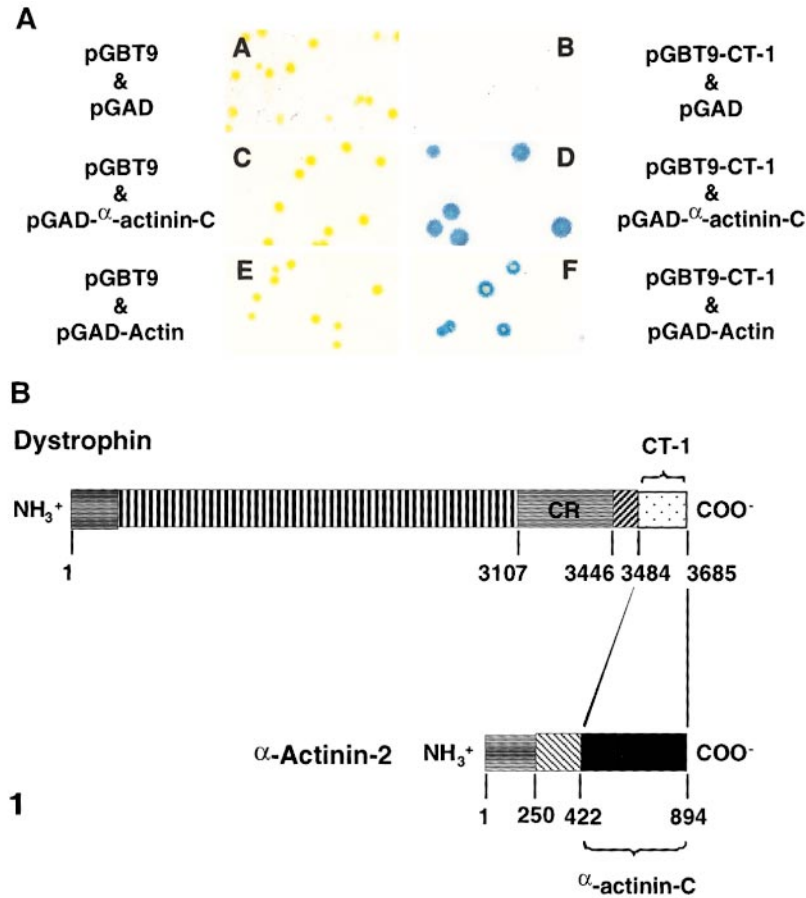 A
pGBT9
&
pGAD
A
B
pGBT9-CT-1
&
pGAD
pGBT9
&
pGAD-α-actinin-C
C
D
pGBT9-CT-1
&
pGAD-α-actinin-C
pGBT9
&
pGAD-Actin
E
F
pGBT9-CT-1
&
pGAD-Actin
B
Dystrophin
CT-1
NH₃⁺ CR COO⁻
1 3107 3446 3484 3685
α-Actinin-2 NH₃⁺ COO⁻
1
1 250 422 894
α-actinin-C